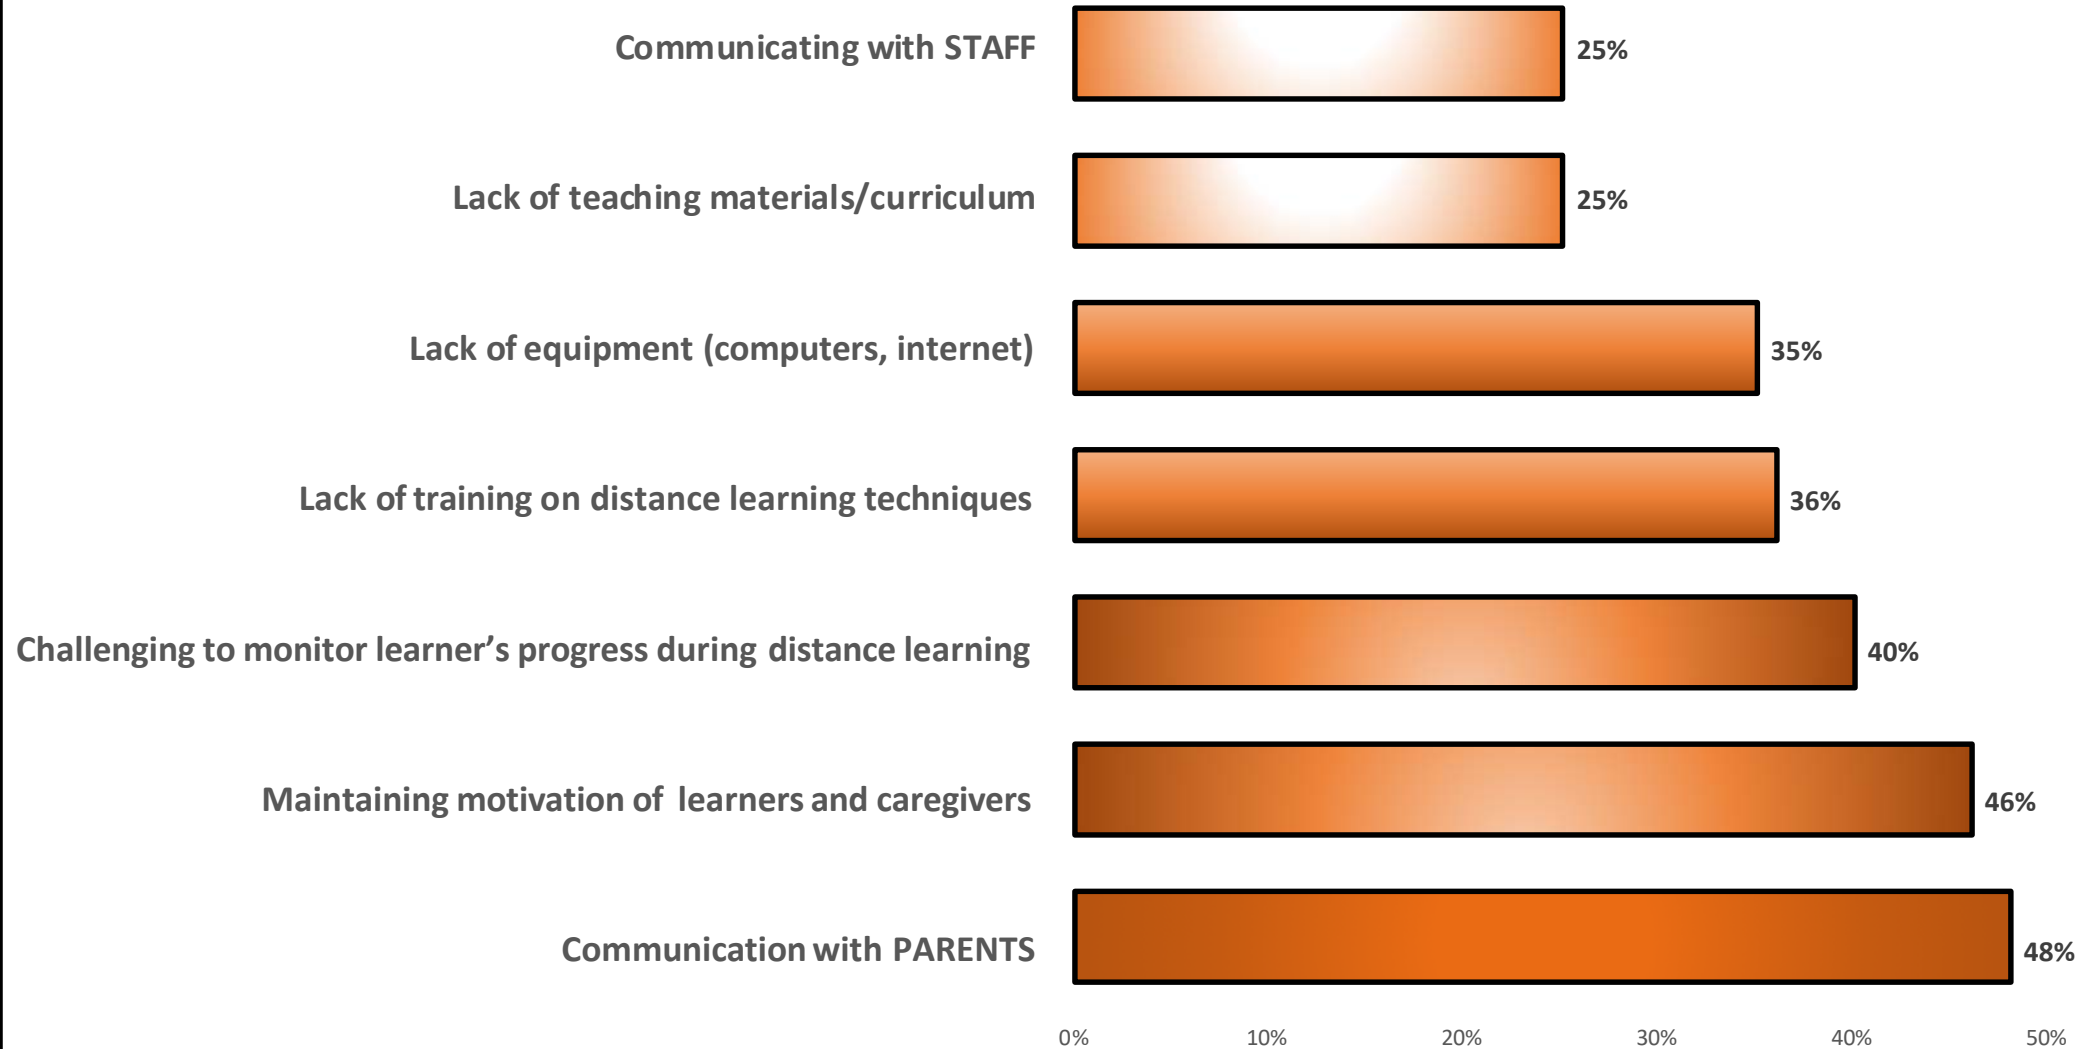 Communicating with STAFF 25%
Lack of teaching materials/curriculum 25%
Lack of equipment (computers, internet) 35%
Lack of training on distance learning techniques 36%
Challenging to monitor learner’s progress during distance learning 40%
Maintaining motivation of learners and caregivers 46%
Communication with PARENTS 48%
0% 10% 20% 30% 40% 50%